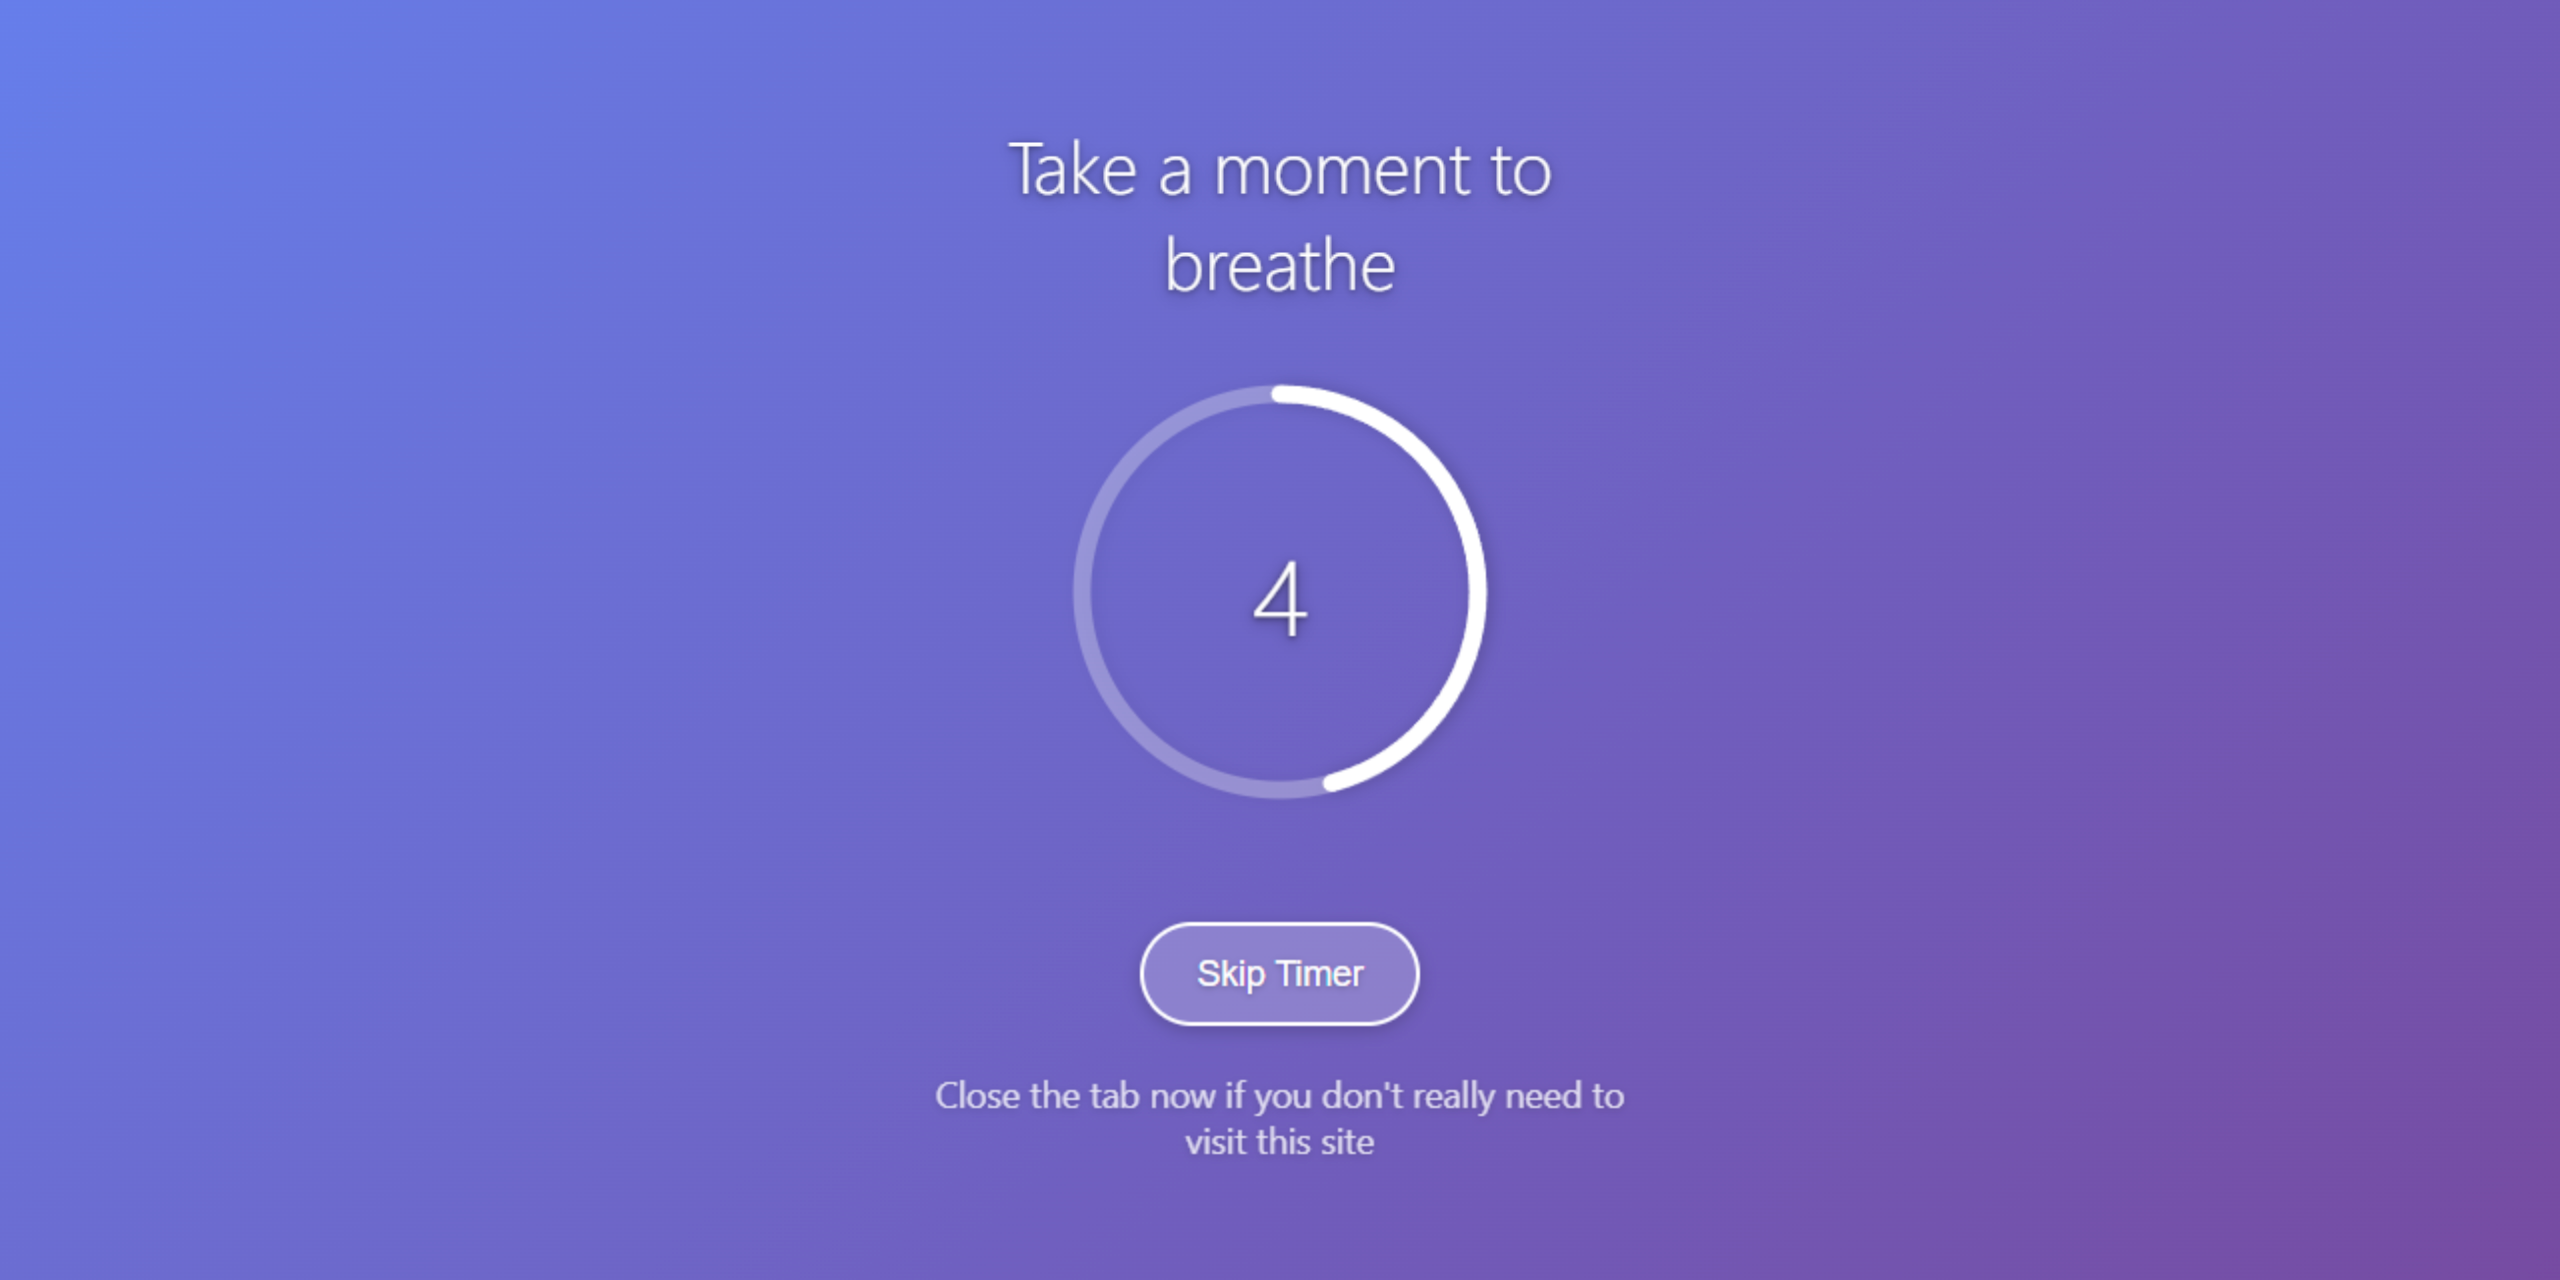 Take a moment to
breathe
4
Skip Timer
Close the tab now if you don't really need to
visit this site